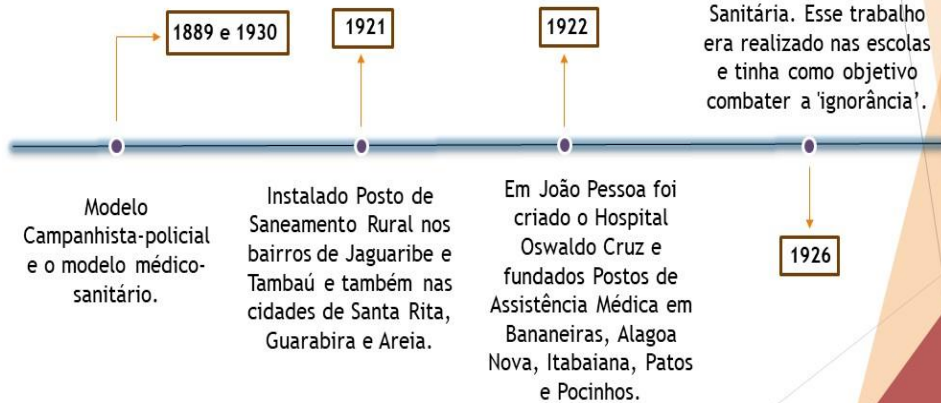 1889 e 1930
Modelo
Campanhista-policial
e o modelo médico-
sanitário.
1921
Instalado Posto de
Saneamento Rural nos
bairros de Jaguaribe e
Tambaú e também nas
cidades de Santa Rita,
Guarabira e Areia.
1922
Em João Pessoa foi
criado o Hospital
Oswaldo Cruz e
fundados Postos de
Assistência Médica em
Bananeiras, Alagoa
Nova, Itabaiana, Patos
e Pocinhos.
Sanitária. Esse trabalho
era realizado nas escolas
e tinha como objetivo
combater a 'ignorância’.
1926